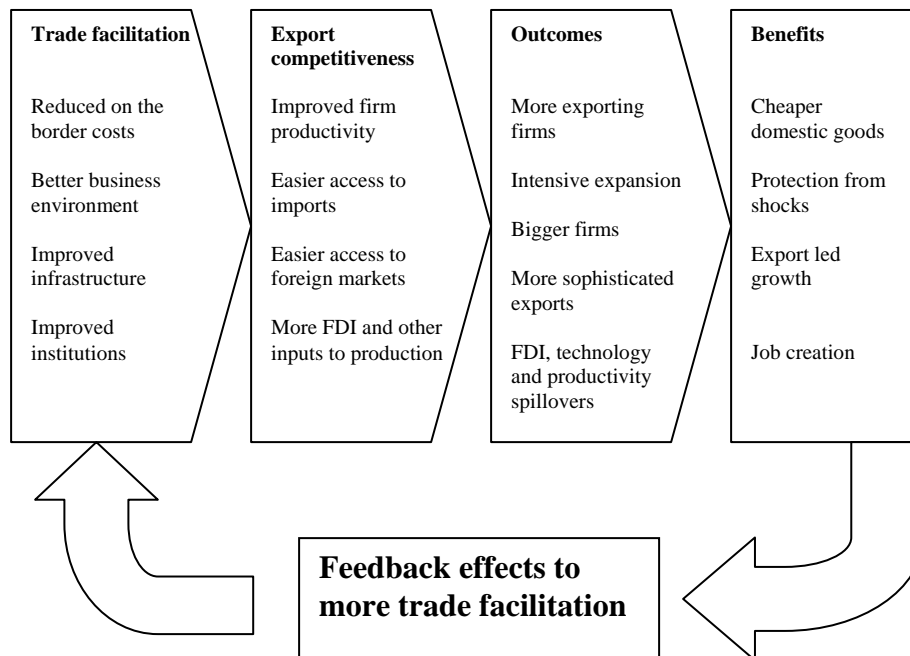 Trade facilitation
Reduced on the
border costs
Better business
environment
Improved
infrastructure
Improved
institutions
Export
competitiveness
Improved firm
productivity
Easier access to
imports
Easier access to
foreign markets
More FDI and other
inputs to production
Outcomes
More exporting
firms
Intensive expansion
Bigger firms
More sophisticated
exports
FDI, technology
and productivity
spillovers
Benefits
Cheaper
domestic goods
Protection from
shocks
Export led
growth
Job creation
Feedback effects to
more trade facilitation